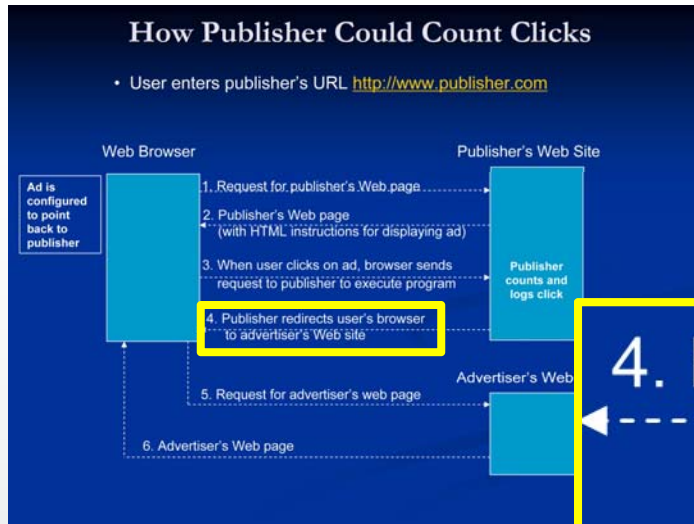 How Publisher Could Count Clicks
• User enters publisher's URL http://www.publisher.com
Web Browser
Publisher's Web Site
Ad is
configured
to point
back to
publisher
1. Request for publisher's Web page
2. Publisher's Web page
(with HTML instructions for displaying ad)
3. When user clicks on ad, browser sends
request to publisher to execute program
Publisher
counts and
logs click
4. Publisher redirects user's browser
to advertiser's Web site
4.
Advertiser's Web
5. Request for advertiser's web page
6. Advertiser's Web page